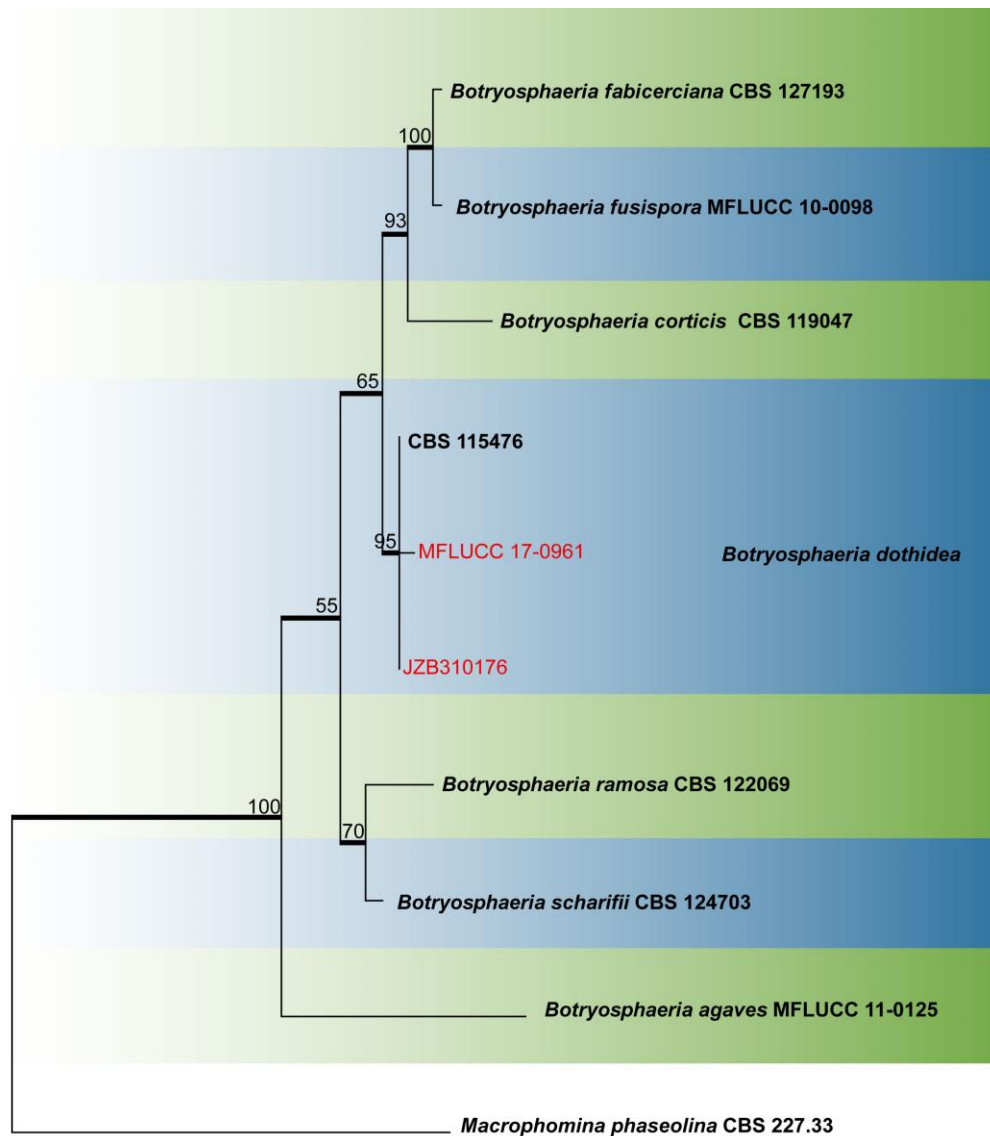 Botryosphaeria fabicerciana CBS 127193
100
Botryosphaeria fusispora MFLUCC 10-0098
93
Botryosphaeria corticis CBS 119047
65
CBS 115476
95
MFLUCC 17-0961
Botryosphaeria dothidea
55
JZB310176
Botryosphaeria ramosa CBS 122069
100
70
Botryosphaeria scharifii CBS 124703
Botryosphaeria agaves MFLUCC 11-0125
Macrophomina phaseolina CBS 227.33